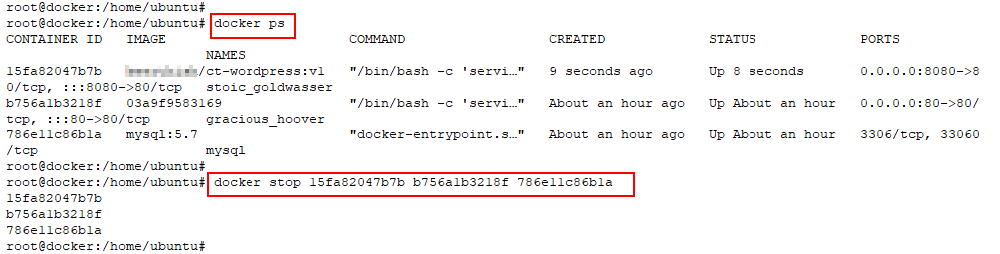 root@docker:/home/ubuntu#
root@docker:/home/ubuntu# docker ps
CONTAINER ID   IMAGE                           COMMAND                  CREATED             STATUS             PORTS
                              NAMES
15fa82047b7b   /ct-wordpress:v10   "/bin/bash -c 'servi…"   9 seconds ago       Up 8 seconds       0.0.0.0:8080->8
0/tcp, :::8080->80/tcp   stoic_goldwasser
b756a1b3218f   03a9f9583169                    "/bin/bash -c 'servi…"   About an hour ago   Up About an hour   0.0.0.0:80->80/
tcp, :::80->80/tcp        gracious_hoover
786e11c86b1a   mysql:5.7                       "docker-entrypoint.s…"   About an hour ago   Up About an hour   3306/tcp, 33060
/tcp                          mysql
root@docker:/home/ubuntu#
root@docker:/home/ubuntu# docker stop 15fa82047b7b b756a1b3218f 786e11c86b1a
15fa82047b7b
b756a1b3218f
786e11c86b1a
root@docker:/home/ubuntu#